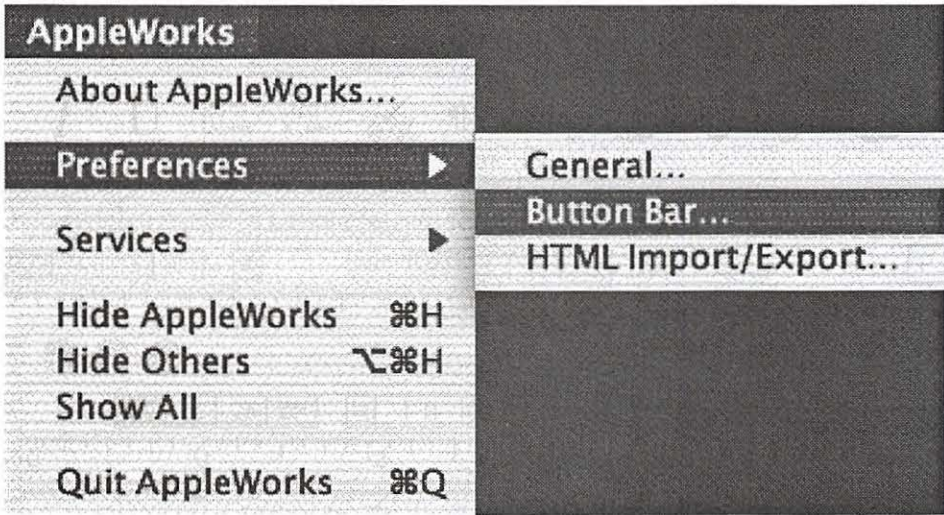 AppleWorks
About AppleWorks...
Preferences ▶
General...
Button Bar...
HTML Import/Export...
Services ▶
Hide AppleWorks ⌘H
Hide Others ⌥⌘H
Show All
Quit AppleWorks ⌘Q